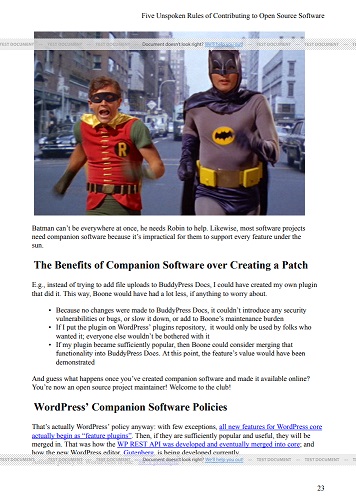 Five Unspoken Rules of Contributing to Open Source Software
TEST DOCUMENT — TEST DOCUMENT — TEST DOCUMENT — Document doesn't look right? We'll help you out! — TEST DOCUMENT — TEST DOCUMENT
R
Batman can't be everywhere at once, he needs Robin to help. Likewise, most software projects
need companion software because it's impractical for them to support every feature under the
sun.
The Benefits of Companion Software over Creating a Patch
E.g., instead of trying to add file uploads to BuddyPress Docs, I could have created my own plugin
that did it. This way, Boone would have had a lot less, if anything to worry about.
• Because no changes were made to BuddyPress Docs, it couldn't introduce any security
vulnerabilities or bugs, or slow it down, or add to Boone's maintenance burden
• If I put the plugin on WordPress' plugins repository, it would only be used by folks who
wanted it; everyone else wouldn't be bothered with it
• If my plugin became sufficiently popular, then Boone could consider merging that
functionality into BuddyPress Docs. At this point, the feature's value would have been
demonstrated
And guess what happens once you've created companion software and made it available online?
You're now an open source project maintainer! Welcome to the club!
WordPress' Companion Software Policies
That's actually WordPress' policy anyway: with few exceptions, all new features for WordPress core
actually begin as "feature plugins". Then, if they are sufficiently popular and useful, they will be
merged in. That was how the WP REST API was developed and eventually merged into core; and
how the new WordPress editor, Gutenberg, is being developed currently.
TEST DOCUMENT — TEST DOCUMENT — TEST DOCUMENT — Document doesn't look right? We'll help you out! — TEST DOCUMENT — TEST DOCUMENT
23